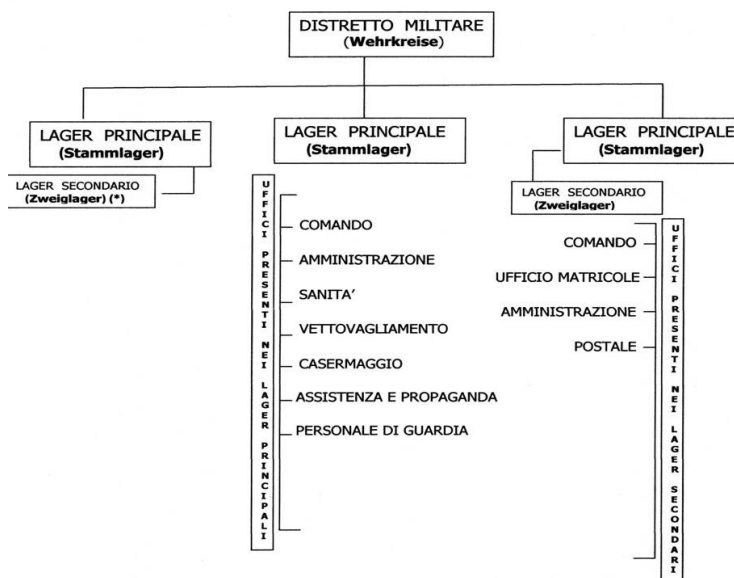 DISTRETTO MILITARE
(Wehrkreise)
LAGER PRINCIPALE
(Stammlager)
LAGER SECONDARIO
(Zweiglager) (*)
LAGER PRINCIPALE
(Stammlager)
UFFICI PRESENTI NEI LAGER PRINCIPALI
COMANDO
AMMINISTRAZIONE
SANITA’
VETTOVAGLIAMENTO
CASERMAGGIO
ASSISTENZA E PROPAGANDA
PERSONALE DI GUARDIA
LAGER PRINCIPALE
(Stammlager)
LAGER SECONDARIO
(Zweiglager)
COMANDO
UFFICIO MATRICOLE
AMMINISTRAZIONE
POSTALE
UFFICI PRESENTI NEI LAGER SECONDARI